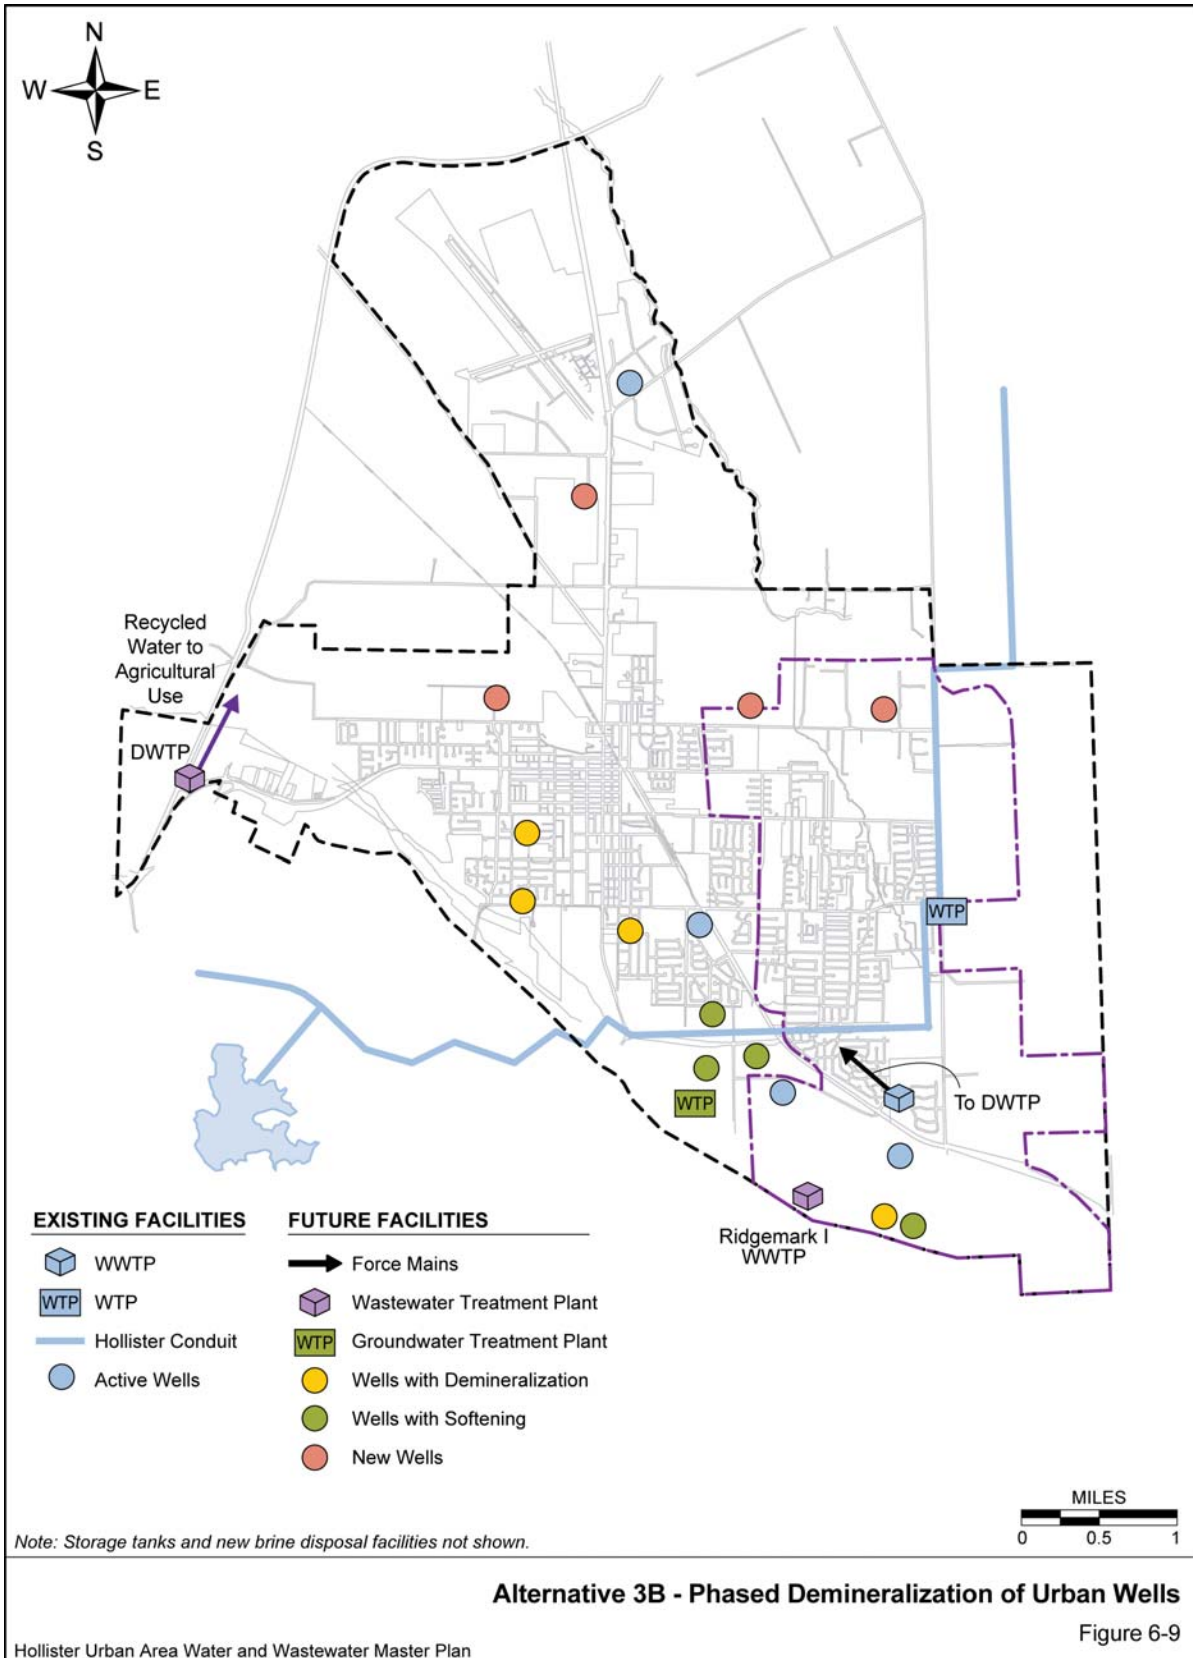 N
W E
S
Recycled
Water to
Agricultural
Use
DWTP
WTP
WTP
To DWTP
Ridgemark I
WWTP
EXISTING FACILITIES
WWTP
WTP WTP
Hollister Conduit
Active Wells
FUTURE FACILITIES
Force Mains
Wastewater Treatment Plant
WTP Groundwater Treatment Plant
Wells with Demineralization
Wells with Softening
New Wells
MILES
0 0.5 1
Note: Storage tanks and new brine disposal facilities not shown.
Alternative 3B - Phased Demineralization of Urban Wells
Figure 6-9
Hollister Urban Area Water and Wastewater Master Plan